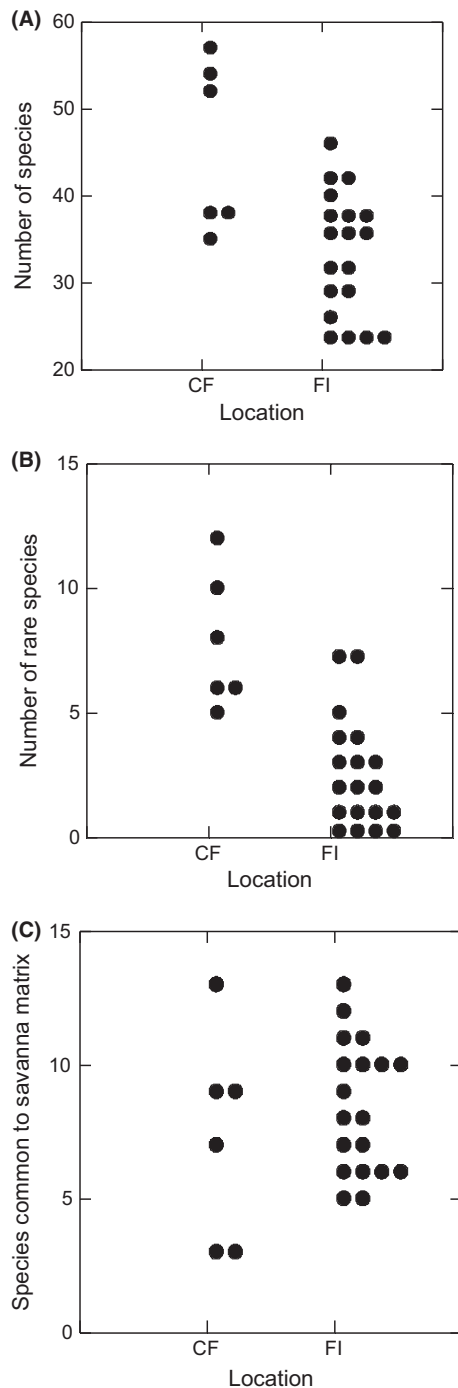 (A)
60
50
40
30
20
Number of species
CF FI
Location
(B)
15
10
5
0
Number of rare species
CF FI
Location
(C)
15
10
5
0
Species common to savanna matrix
CF FI
Location